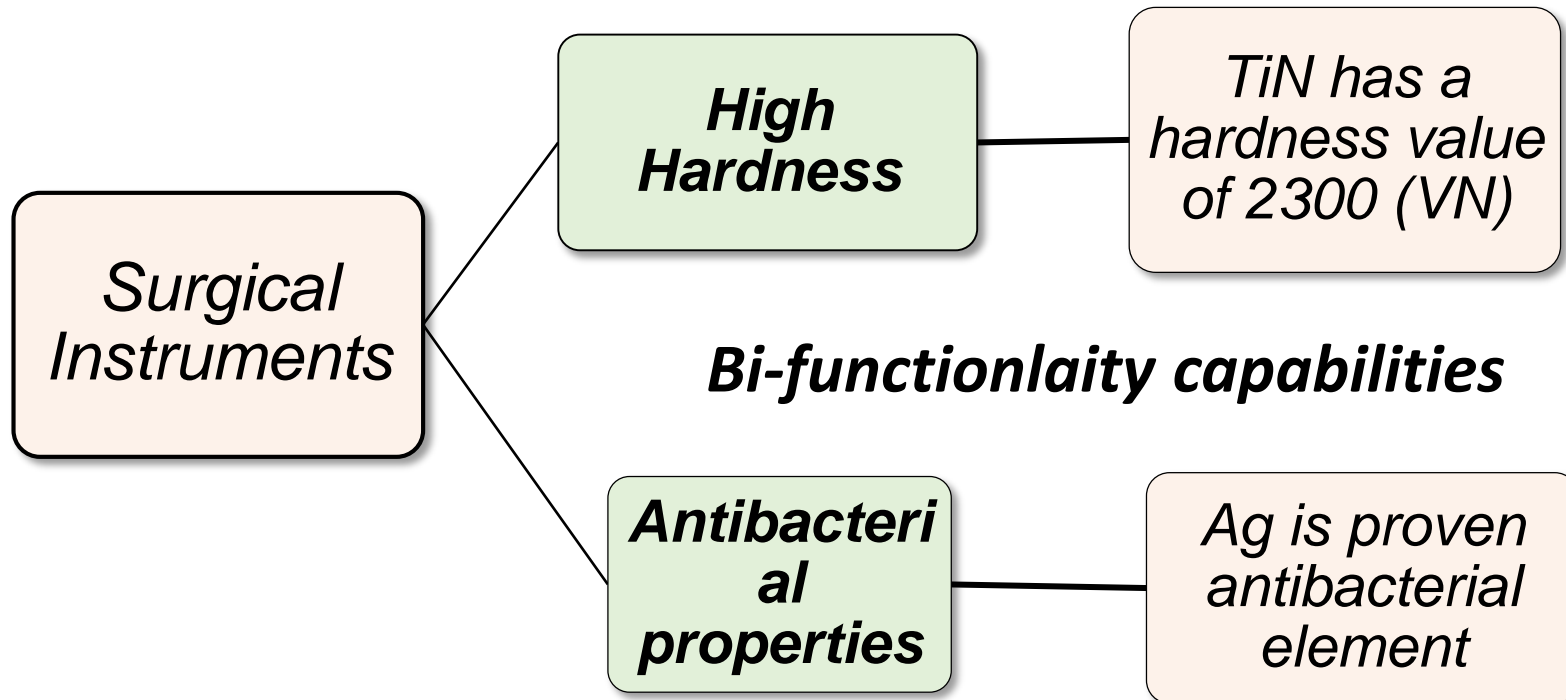 Surgical
Instruments
High
Hardness
TiN has a
hardness value
of 2300 (VN)
Bi-functionlaity capabilities
Antibacteri
al
properties
Ag is proven
antibacterial
element